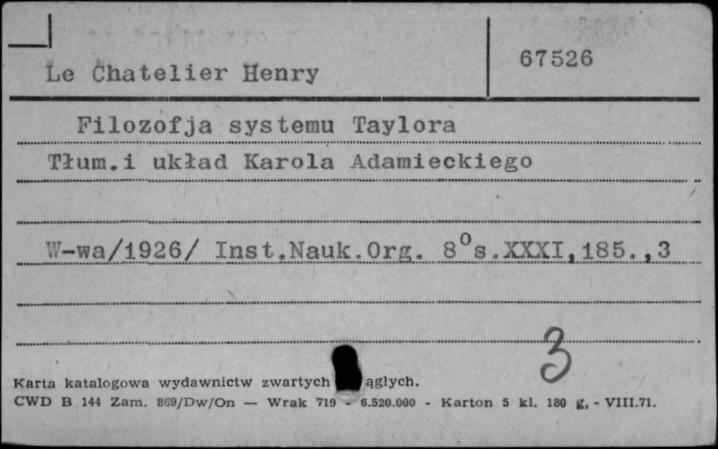 Le Chatelier Henry
67526
Filozofja systemu Taylora
Tłum.i układ Karola Adamieckiego
W-wa/1926/ Inst.Nauk.Org. 8°s.XXXI,185.,3
3
Karta katalogowa wydawnictw zwartych ągłych.
CWD B 144 Zam. 869/Dw/On — Wrak 719 - 6.520.000 - Karton 5 kl. 180 g, - VIII.71.